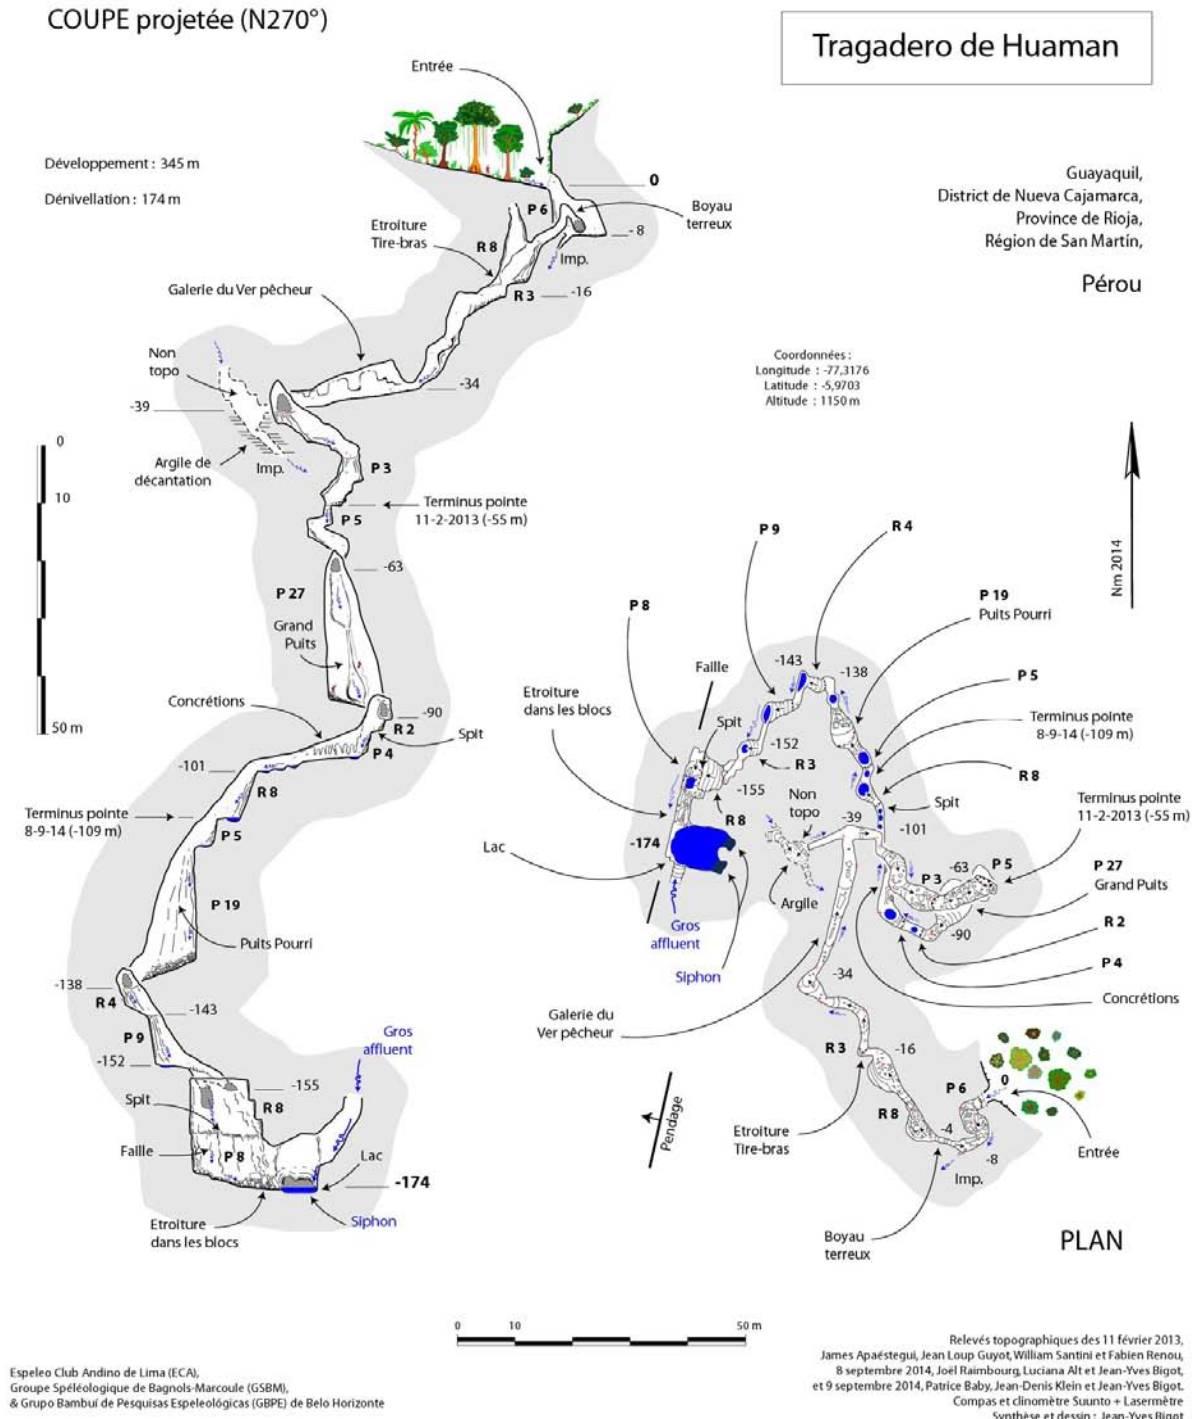 COUPE projetée (N270°)
Tragadero de Huaman
Entrée
Développement : 345 m
Dénivellation : 174 m
Guayaquil,
District de Nueva Cajamarca,
Province de Rioja,
Région de San Martín,
Pérou
0
P 6
Boyau
terreux
Etroiture
Tire-bras
R 8
- 8
Imp.
R 3
-16
Galerie du Ver pêcheur
Non
topo
-34
-39
Coordonnées :
Longitude : -77,3176
Latitude : -5,9703
Altitude : 1150 m
0
10
50 m
Argile de
décantation
Imp.
P 3
Terminus pointe
11-2-2013 (-55 m)
P 5
-63
P 27
Grand
Puits
Concrétions
-90
R 2
Spit
P 4
-101
R 8
Terminus pointe
8-9-14 (-109 m)
P 5
P 19
Puits Pourri
-138
R 4
-143
P 9
-152
-155
Spit
R 8
Faille
P 8
Gros
affluent
Lac
-174
Siphon
Etroiture
dans les blocs
Nm 2014
P 9
R 4
P 8
P 19
Puits Pourri
Faille
-143
-138
P 5
Etroiture
dans les blocs
Spit
Terminus pointe
8-9-14 (-109 m)
-152
R 3
R 8
-155
Non
topo
Spit
Terminus pointe
11-2-2013 (-55 m)
R 8
-39
-101
Lac
-174
-63
P 5
P 3
P 27
Grand Puits
Argile
-90
R 2
Gros
affluent
P 4
Siphon
-34
Concrétions
Galerie du
Ver pêcheur
R 3
-16
P 6
0
R 8
-4
Pendage
Etroiture
Tire-bras
-8
Entrée
Imp.
Boyau
terreux
PLAN
0
10
50 m
Espeleo Club Andino de Lima (ECA),
Groupe Spéléologique de Bagnols-Marcoule (GSBM),
& Grupo Bambuí de Pesquisas Espeleológicas (GBPE) de Belo Horizonte
Relevés topographiques des 11 février 2013,
James Apaéstegui, Jean Loup Guyot, William Santini et Fabien Renou,
8 septembre 2014, Joël Raimbourg, Luciana Alt et Jean-Yves Bigot,
et 9 septembre 2014, Patrice Baby, Jean-Denis Klein et Jean-Yves Bigot.
Compas et clinomètre Suunto + Lasermètre
Synthèse et dessin : Jean-Yves Bigot